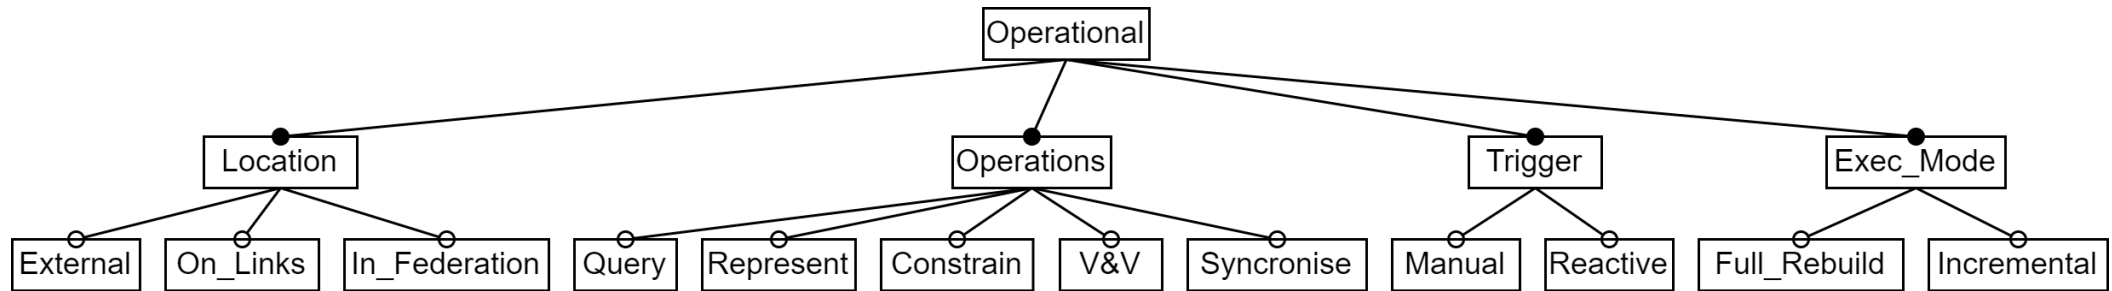 Operational
Location
Operations
Trigger
Exec_Mode
External
On_Links
In_Federation
Query
Represent
Constrain
V&V
Syncronise
Manual
Reactive
Full_Rebuild
Incremental